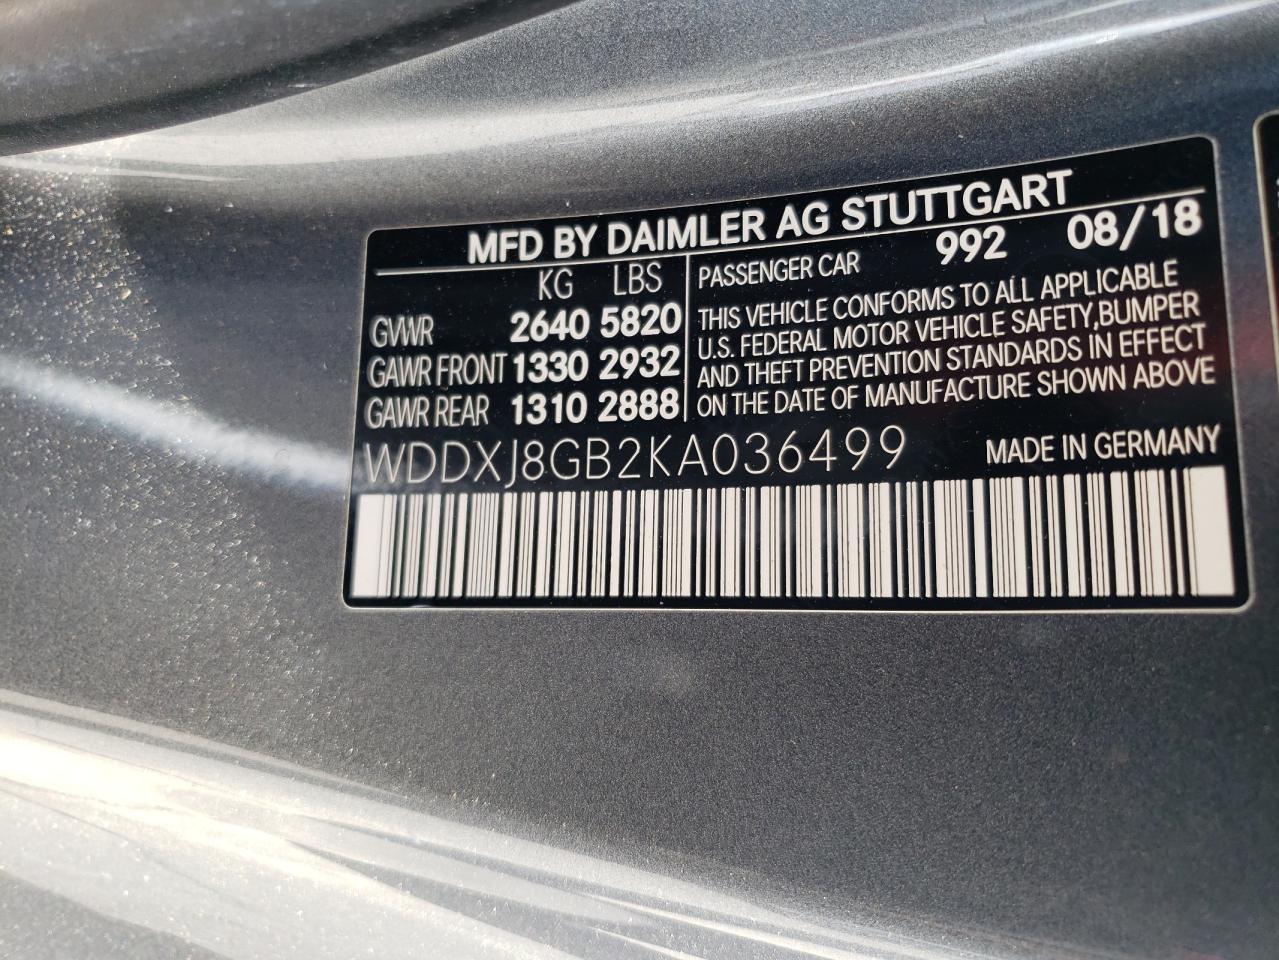 MFD BY DAIMLER AG STUTTGART
KG LBS
GVWR 2640 5820
GAWR FRONT 1330 2932
GAWR REAR 1310 2888
PASSENGER CAR 992 08/18
THIS VEHICLE CONFORMS TO ALL APPLICABLE
U.S. FEDERAL MOTOR VEHICLE SAFETY,BUMPER
AND THEFT PREVENTION STANDARDS IN EFFECT
ON THE DATE OF MANUFACTURE SHOWN ABOVE
WDDXJ8GB2KA036499 MADE IN GERMANY